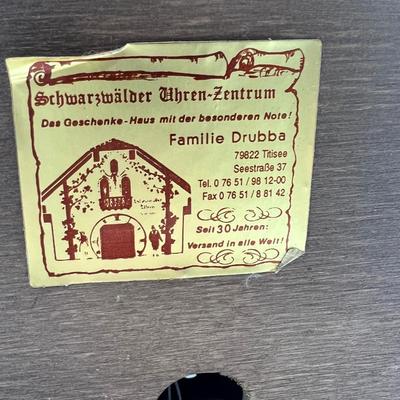 Schwarzwälder Uhren-Zentrum
Das Geschenke-Haus mit der besonderen Note!
Familie Drubba
79822 Titisee
Seestraße 37
Tel. 0 76 51 / 98 12-00
Fax 0 76 51 / 8 81 42
Seit 30 Jahren:
Versand in alle Welt!